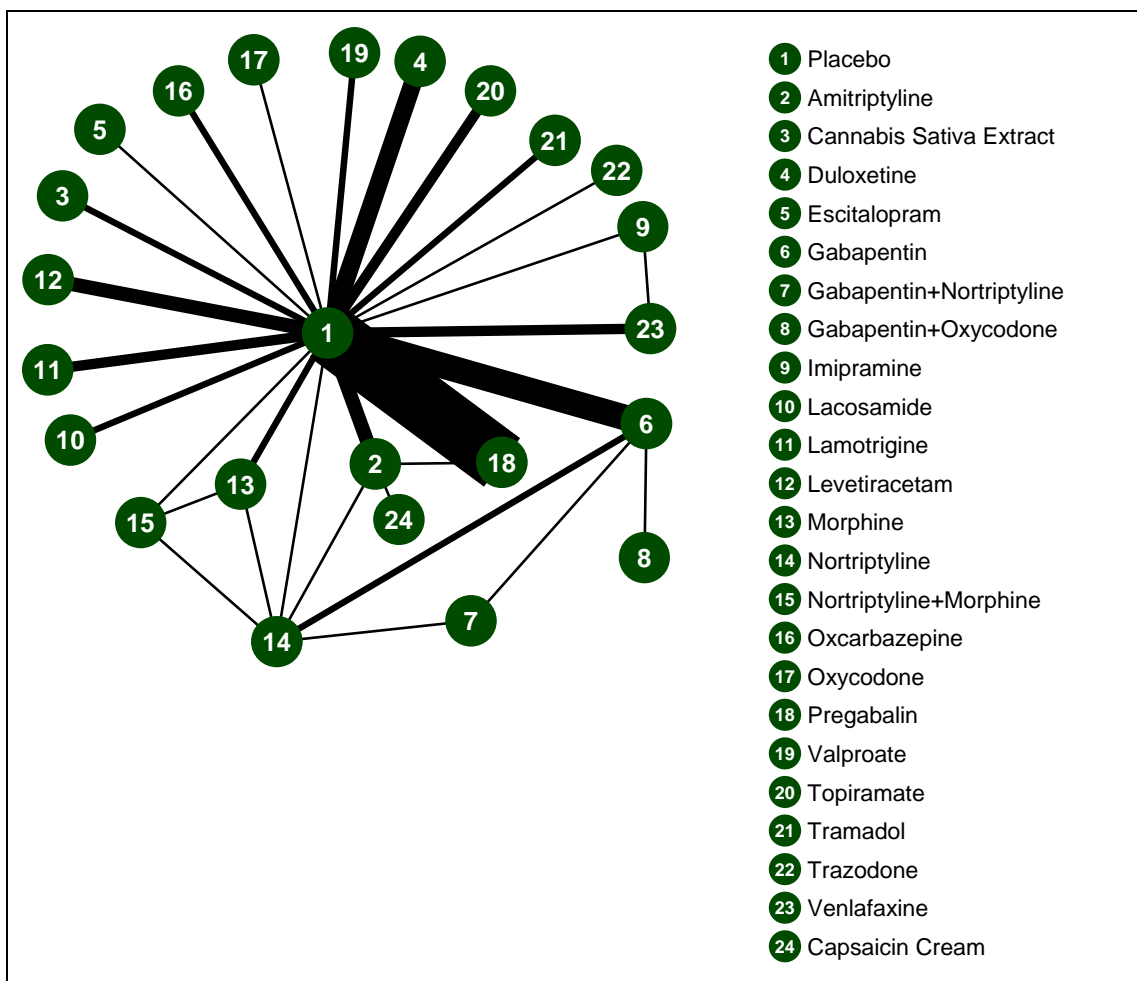 19
4
17
20
16
5
21
22
3
9
12
1
23
11
6
10
2
18
13
24
15
8
7
14
1 Placebo
2 Amitriptyline
3 Cannabis Sativa Extract
4 Duloxetine
5 Escitalopram
6 Gabapentin
7 Gabapentin+Nortriptyline
8 Gabapentin+Oxycodone
9 Imipramine
10 Lacosamide
11 Lamotrigine
12 Levetiracetam
13 Morphine
14 Nortriptyline
15 Nortriptyline+Morphine
16 Oxcarbazepine
17 Oxycodone
18 Pregabalin
19 Valproate
20 Topiramate
21 Tramadol
22 Trazodone
23 Venlafaxine
24 Capsaicin Cream